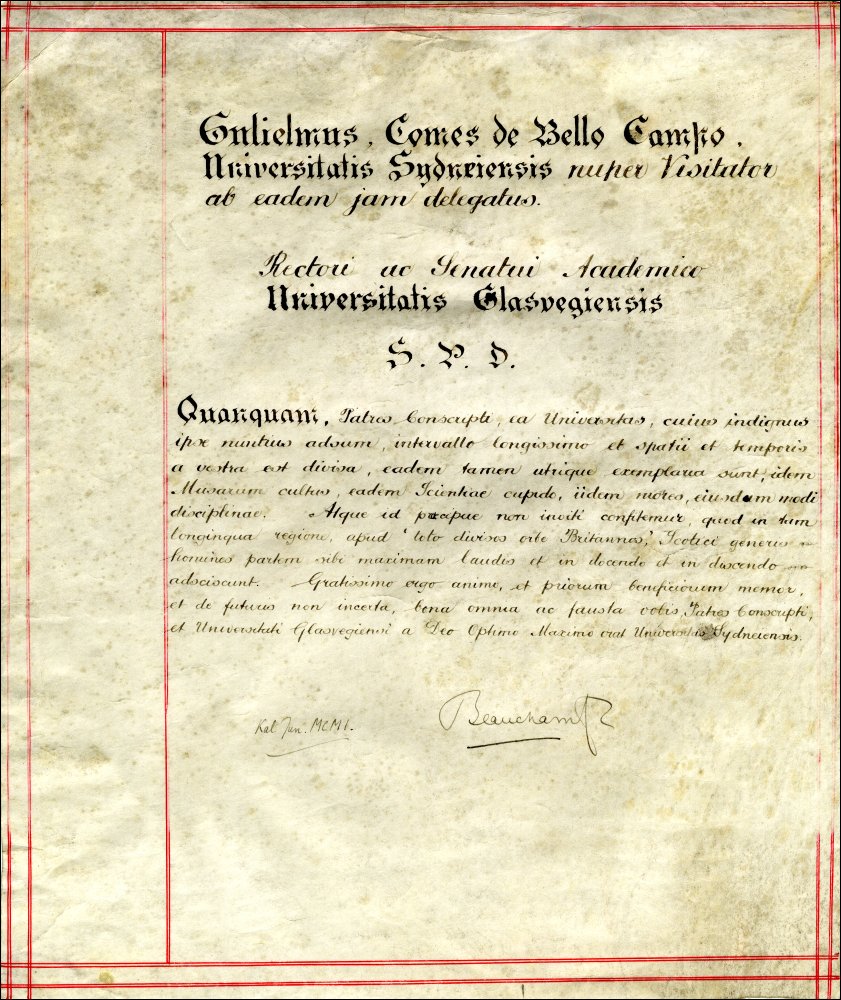 Gulielmus, Comes de Bello Campo,
Universitatis Sydneiensis nuper Visitator
ab eadem jam delegatus.
Rectori ac Senatui Academico
Universitatis Glasvegiensis
S. P. D.
Quanquam, Patres Conscripti, ea Universitas, cuius indignus
ipse nuntius adsum, intervallo longissimo et spatii et temporis
a vestra est divisa, eadem tamen utrique exemplaria sunt, idem
Musarum cultus, eadem Scientiae cupido, iidem mores, eiusdem modi
disciplinae. Atque id praecipue non inviti confitemur, quod in tam
longinqua regione, apud 'toto divisos orbe Britannos,' Scotici generis
homines partem sibi maximam laudis et in docendo et in discendo
adsciscunt. Gratissimo ergo animo, et priorum beneficiorum memor,
et de futuris non incerta, bona omnia ac fausta vobis, Patres Conscripti,
et Universitati Glasvegiensi a Deo Optimo Maximo orat Universitas Sydneiensis.
Kal Jun. MCMI.
Beauchamp